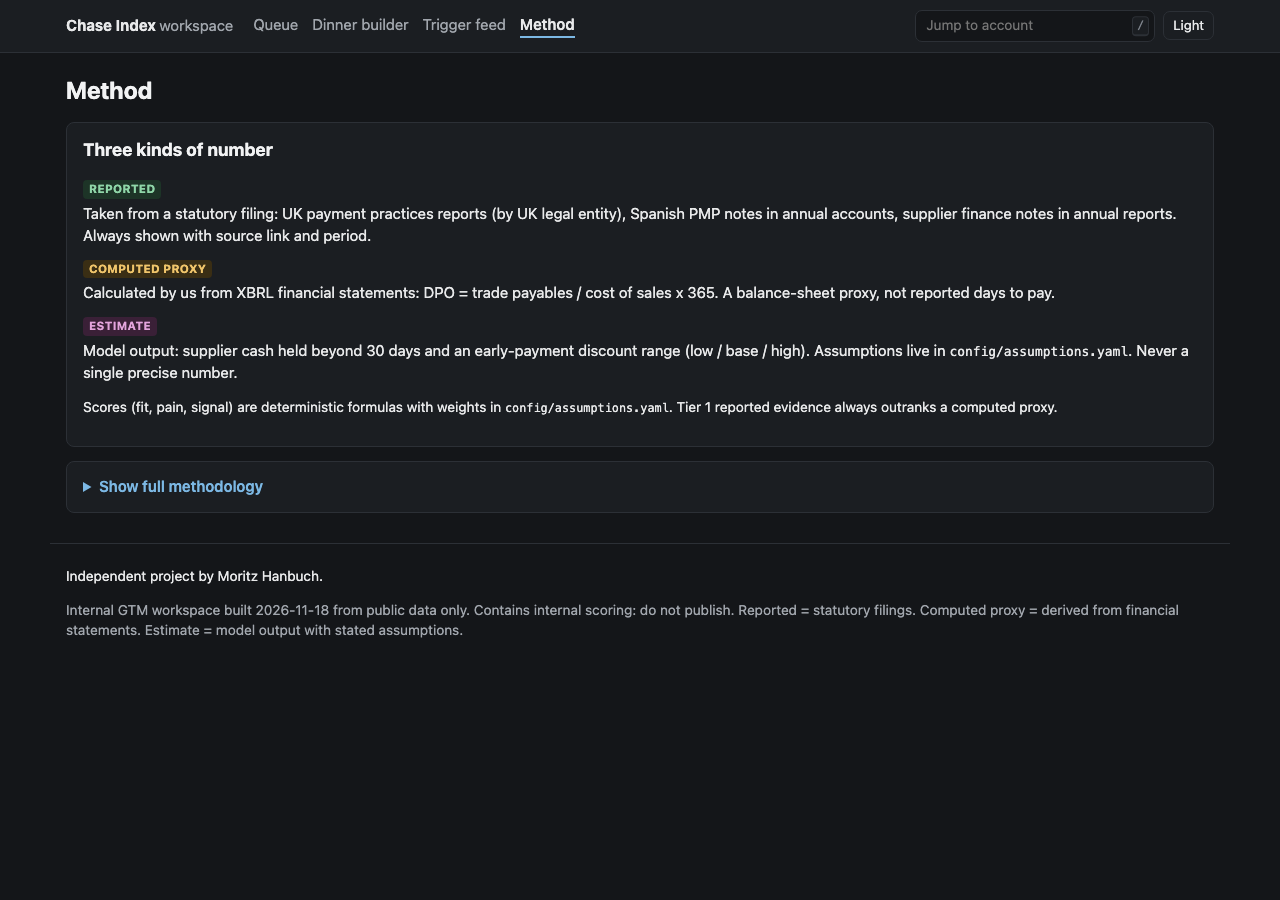 Chase Index workspace Queue Dinner builder Trigger feed Method Jump to account / Light
Method
Three kinds of number
REPORTED
Taken from a statutory filing: UK payment practices reports (by UK legal entity), Spanish PMP notes in annual accounts, supplier finance notes in annual reports.
Always shown with source link and period.
COMPUTED PROXY
Calculated by us from XBRL financial statements: DPO = trade payables / cost of sales x 365. A balance-sheet proxy, not reported days to pay.
ESTIMATE
Model output: supplier cash held beyond 30 days and an early-payment discount range (low / base / high). Assumptions live in config/assumptions.yaml. Never a
single precise number.
Scores (fit, pain, signal) are deterministic formulas with weights in config/assumptions.yaml. Tier 1 reported evidence always outranks a computed proxy.
Show full methodology
Independent project by Moritz Hanbuch.
Internal GTM workspace built 2026-11-18 from public data only. Contains internal scoring: do not publish. Reported = statutory filings. Computed proxy = derived from financial
statements. Estimate = model output with stated assumptions.